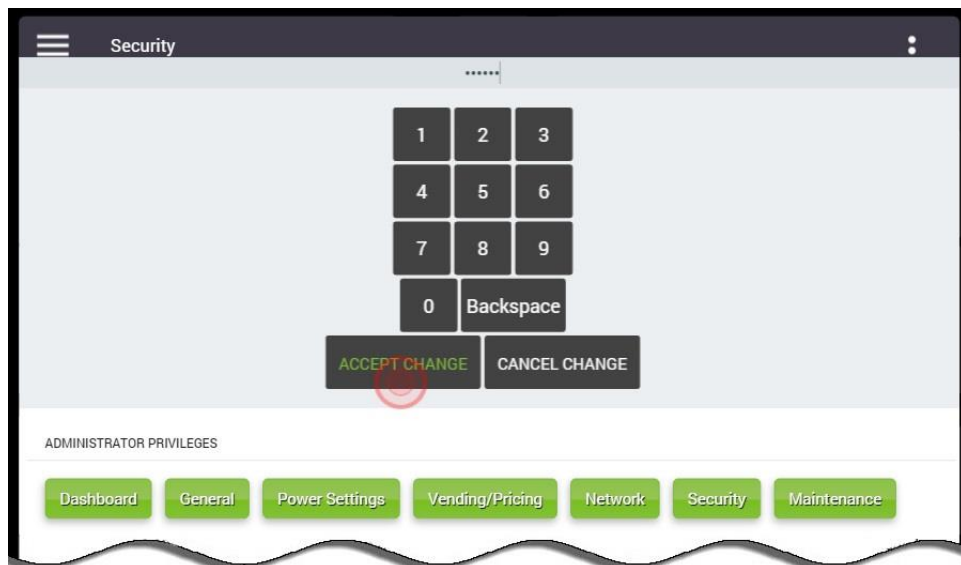 Security
••••••
1 2 3
4 5 6
7 8 9
0 Backspace
ACCEPT CHANGE CANCEL CHANGE
ADMINISTRATOR PRIVILEGES
Dashboard General Power Settings Vending/Pricing Network Security Maintenance